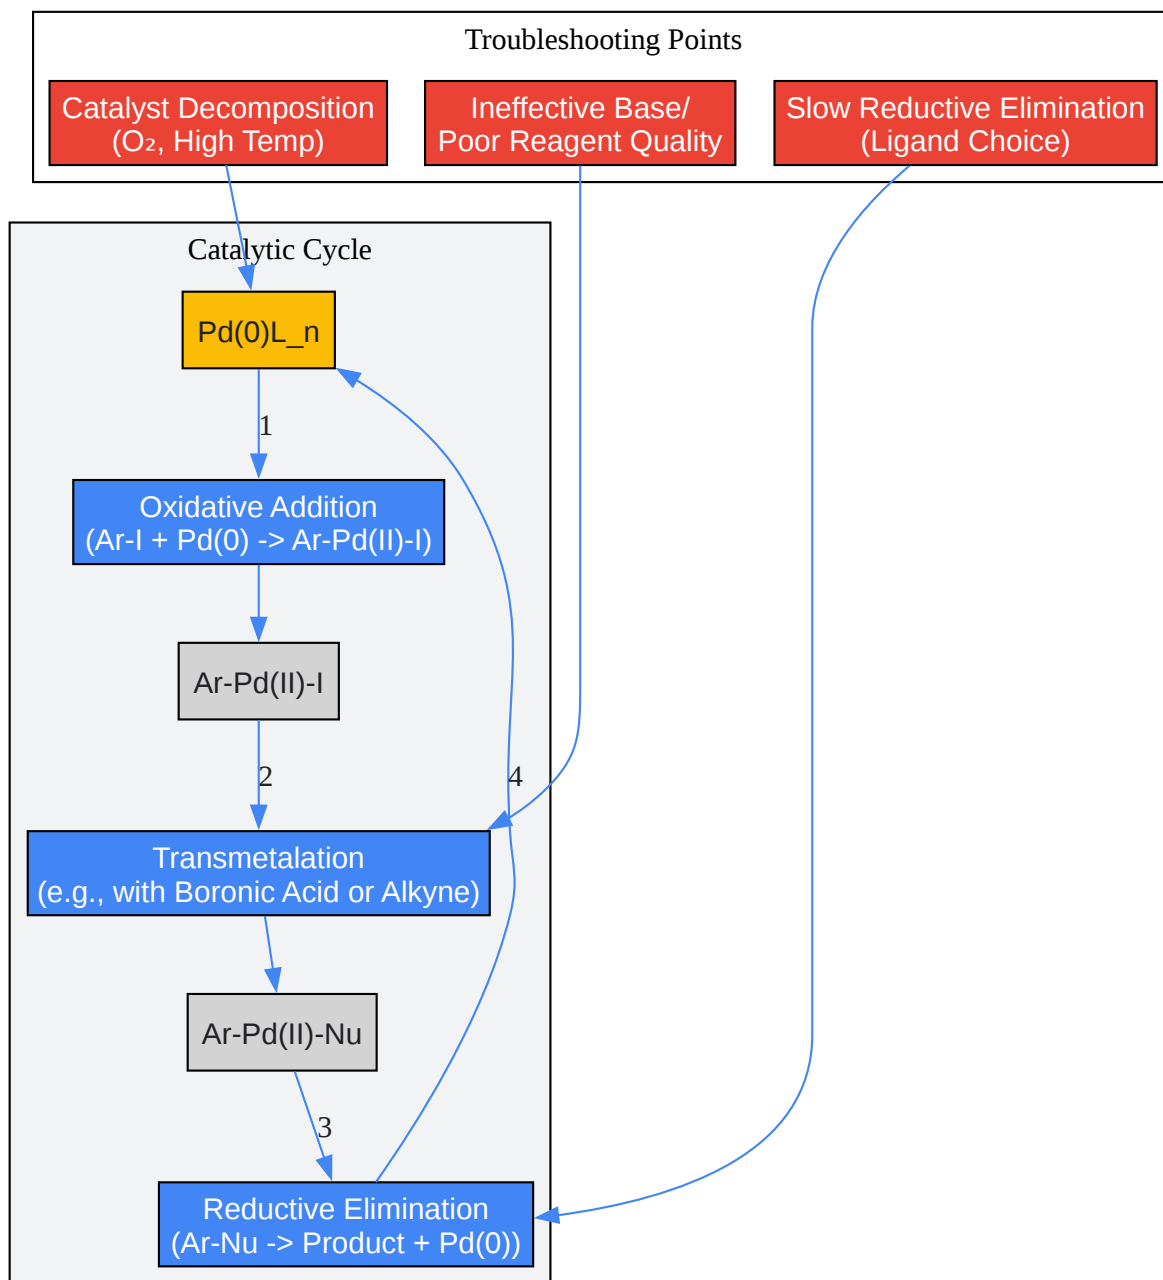 Troubleshooting Points
Catalyst Decomposition
(O₂, High Temp)
Ineffective Base/
Poor Reagent Quality
Slow Reductive Elimination
(Ligand Choice)
Catalytic Cycle
Pd(0)L_n
1
Oxidative Addition
(Ar-I + Pd(0) -> Ar-Pd(II)-I)
Ar-Pd(II)-I
2
4
Transmetalation
(e.g., with Boronic Acid or Alkyne)
Ar-Pd(II)-Nu
3
Reductive Elimination
(Ar-Nu -> Product + Pd(0))